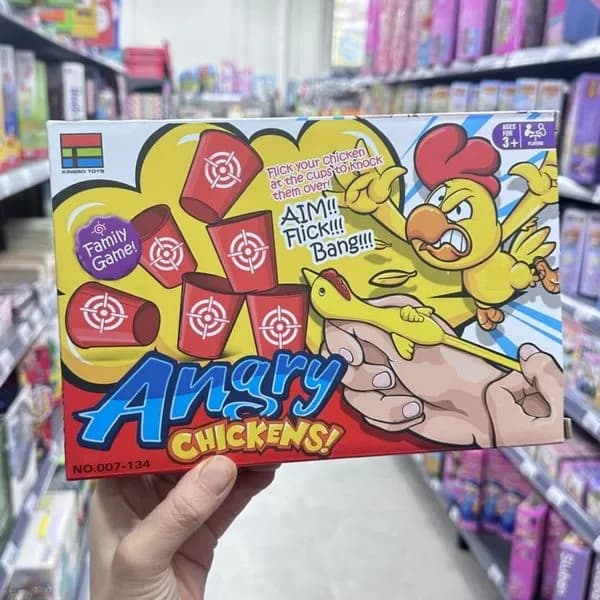 KINGSO TOYS
Family
Game!
Flick your chicken
at the cups to knock
them over!
AIM!!
Flick!!!
Bang!!!
AGES
FOR
3+
PLAYERS
Angry
CHICKENS!
NO.007-134